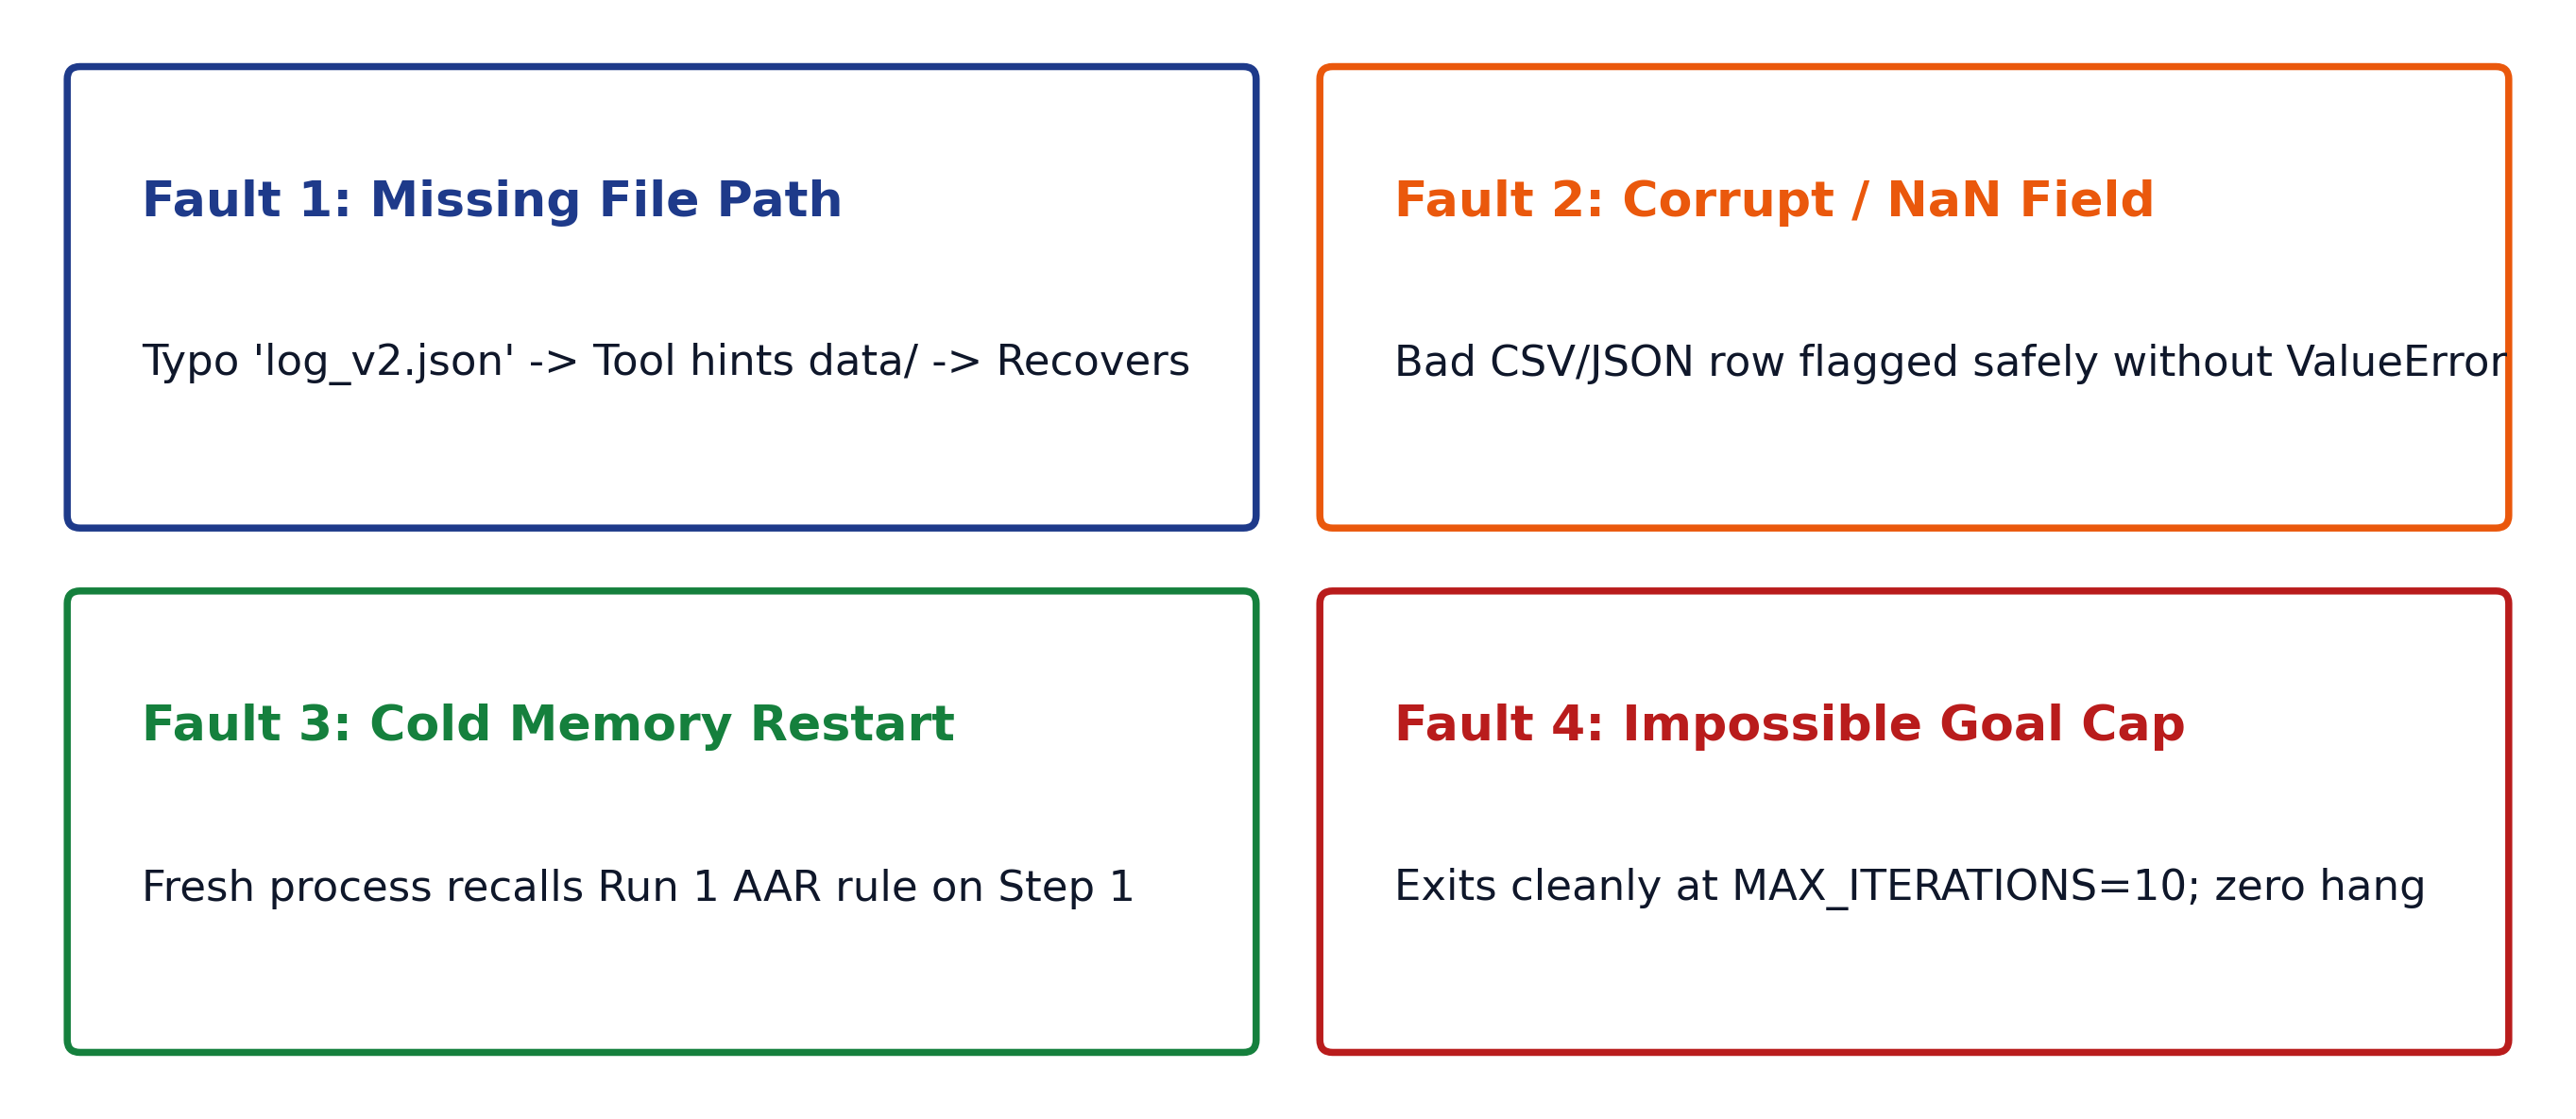 Fault 1: Missing File Path
Typo 'log_v2.json' -> Tool hints data/ -> Recovers
Fault 2: Corrupt / NaN Field
Bad CSV/JSON row flagged safely without ValueError
Fault 3: Cold Memory Restart
Fresh process recalls Run 1 AAR rule on Step 1
Fault 4: Impossible Goal Cap
Exits cleanly at MAX_ITERATIONS=10; zero hang